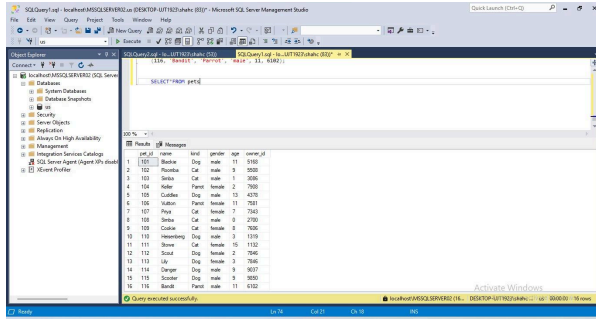 SQLQuery1.sql - localhost\MSSQLSERVER02.us (DESKTOP-UJT1923\shahc (83))* - Microsoft SQL Server Management Studio
Quick Launch (Ctrl+Q)
File Edit View Query Project Tools Window Help
New Query
us
Execute
Object Explorer
SQLQuery2.sql - lo...UJT1923\shahc (53))
SQLQuery1.sql - lo...UJT1923\shahc (83))*
Connect
(116, 'Bandit', 'Parrot', 'male', 11, 6102);
SELECT*FROM pets
localhost\MSSQLSERVER02 (SQL Server
Databases
System Databases
Database Snapshots
us
Security
Server Objects
Replication
Always On High Availability
Management
Integration Services Catalogs
SQL Server Agent (Agent XPs disabl
XEvent Profiler
100 %
Results Messages
pet_id name kind gender age owner_id
1 101 Blackie Dog male 11 5168
2 102 Roomba Cat male 9 5508
3 103 Simba Cat male 1 3086
4 104 Keller Parrot female 2 7908
5 105 Cuddles Dog male 13 4378
6 106 Vuitton Parrot female 11 7581
7 107 Priya Cat female 7 7343
8 108 Simba Cat male 0 2700
9 109 Cookie Cat female 8 7606
10 110 Heisenberg Dog male 3 1319
11 111 Stowe Cat female 15 1132
12 112 Scout Dog female 2 7846
13 113 Lily Dog female 3 7846
14 114 Danger Dog male 9 9037
15 115 Scooter Dog male 9 9850
16 116 Bandit Parrot male 11 6102
Activate Windows
Query executed successfully.
localhost\MSSQLSERVER02 (16... DESKTOP-UJT1923\shahc ... us 00:00:00 16 rows
Ready
Ln 74 Col 21 Ch 18 INS